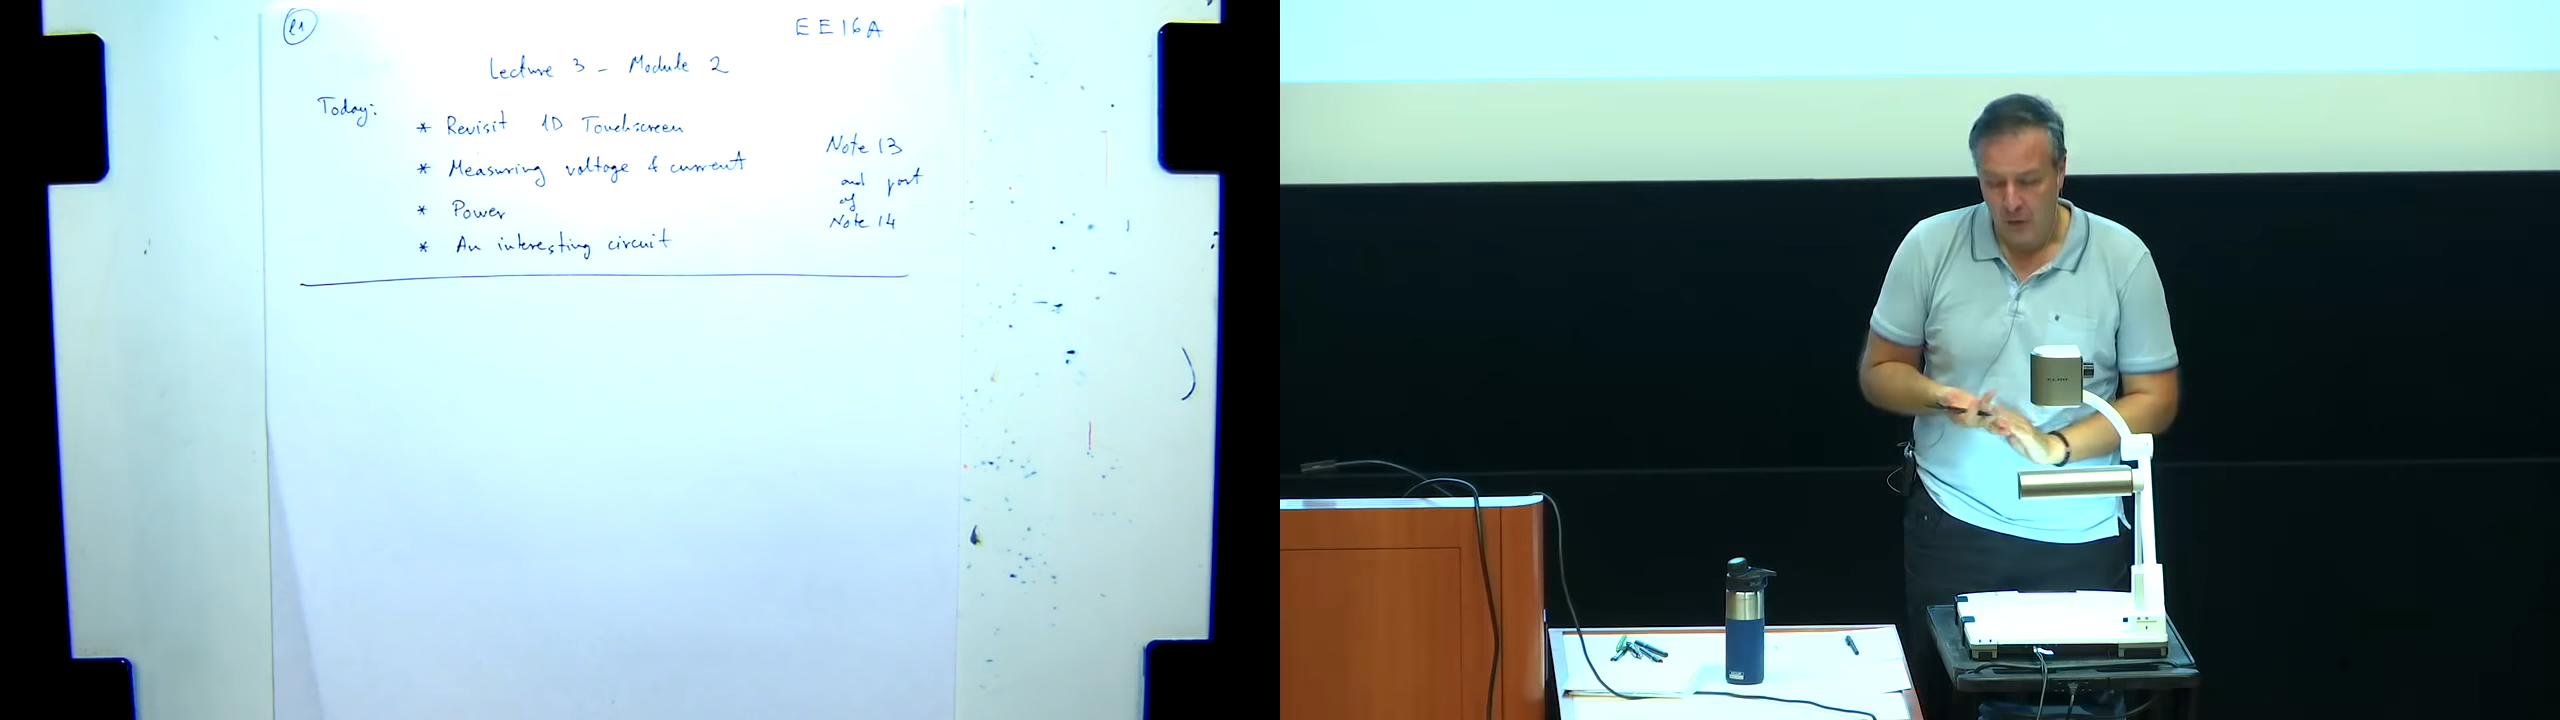 L1
EE16A
Lecture 3 - Module 2
Today:
* Revisit 1D Touchscreen
* Measuring voltage & current
* Power
* An interesting circuit
Note 13
and part
of
Note 14